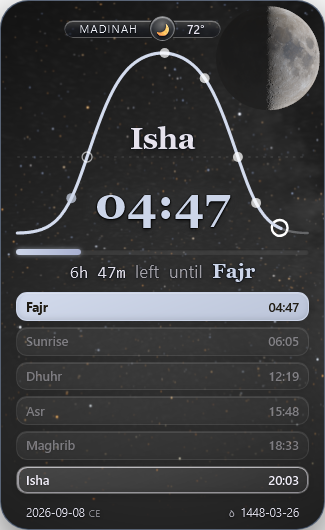 MADINAH 72°
Isha
04:47
6h 47m left until Fajr
Fajr 04:47
Sunrise 06:05
Dhuhr 12:19
Asr 15:48
Maghrib 18:33
Isha 20:03
2026-09-08 CE 1448-03-26